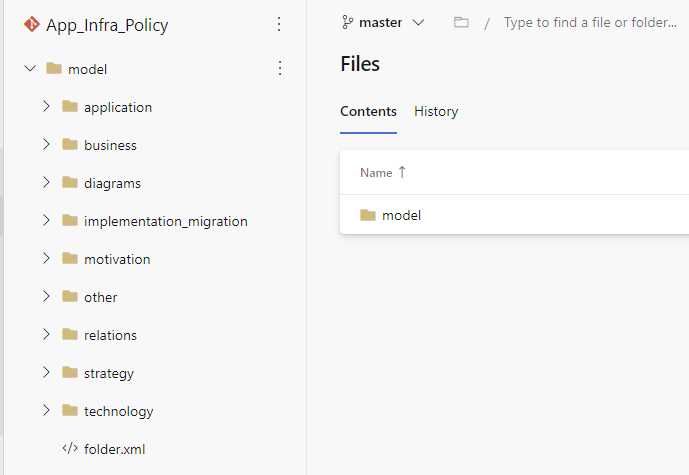 App_Infra_Policy
model
application
business
diagrams
implementation_migration
motivation
other
relations
strategy
technology
</> folder.xml
master
/ Type to find a file or folder...
Files
Contents History
Name ↑
model